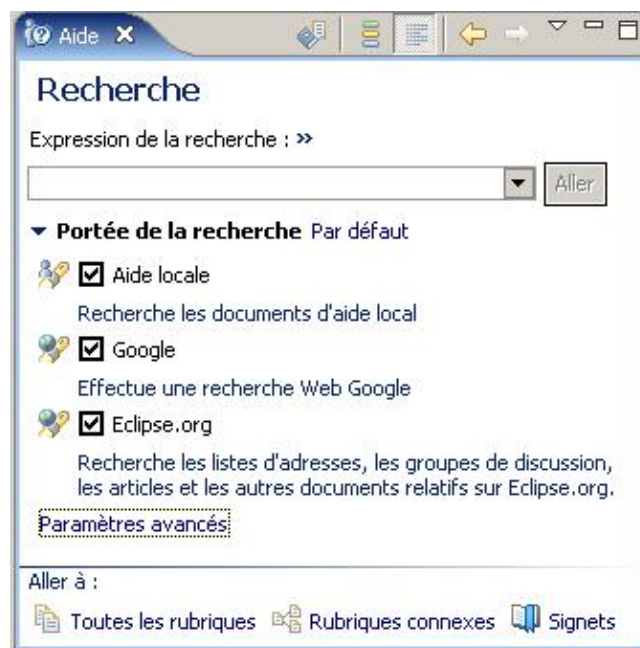 Aide
Recherche
Expression de la recherche : »
Aller
Portée de la recherche Par défaut
Aide locale
Recherche les documents d'aide local
Google
Effectue une recherche Web Google
Eclipse.org
Recherche les listes d'adresses, les groupes de discussion,
les articles et les autres documents relatifs sur Eclipse.org.
Paramètres avancés
Aller à :
Toutes les rubriques Rubriques connexes Signets